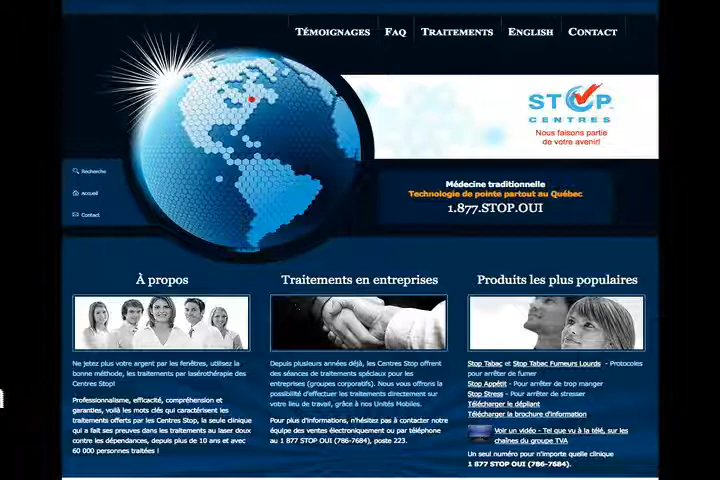 TÉMOIGNAGES FAQ TRAITEMENTS ENGLISH CONTACT
STOP
CENTRES
Nous faisons partie
de votre avenir!
Recherche
Accueil
Contact
Médecine traditionnelle
Technologie de pointe partout au Québec
1.877.STOP.OUI
À propos
Ne jetez plus votre argent par les fenêtres, utilisez la
bonne méthode, les traitements par lasérothérapie des
Centres Stop!
Professionnalisme, efficacité, compréhension et
garanties, voilà les mots clés qui caractérisent les
traitements offerts par les Centres Stop, la seule clinique
qui a fait ses preuves dans les traitements au laser doux
contre les dépendances, depuis plus de 10 ans et avec
60 000 personnes traitées !
Traitements en entreprises
Depuis plusieurs années déjà, les Centres Stop offrent
des séances de traitements spéciaux pour les
entreprises (groupes corporatifs). Nous vous offrons la
possibilité d'effectuer les traitements directement sur
votre lieu de travail, grâce à nos Unités Mobiles.
Pour plus d'informations, n'hésitez pas à contacter notre
équipe des ventes électroniquement ou par téléphone
au 1 877 STOP OUI (786-7684), poste 223.
Produits les plus populaires
Stop Tabac et Stop Tabac Fumeurs Lourds - Protocoles
pour arrêter de fumer
Stop Appétit - Pour arrêter de trop manger
Stop Stress - Pour arrêter de stresser
Télécharger le dépliant
Télécharger la brochure d'information
Voir un vidéo - Tel que vu à la télé, sur les
chaînes du groupe TVA
Un seul numéro pour n'importe quelle clinique
1 877 STOP OUI (786-7684).